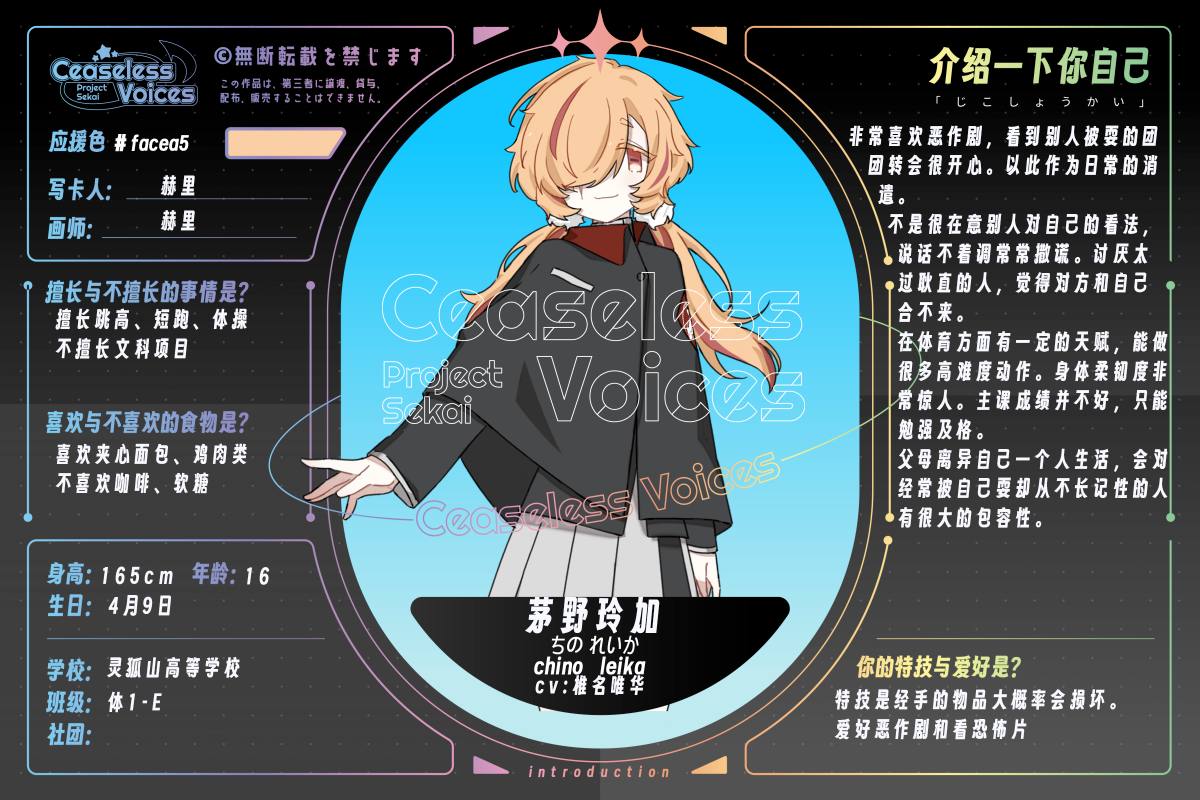 Ceaseless
Project
Sekai
Voices
©無断転載を禁じます
この作品は、第三者に譲渡、貸与、
配布、販売することはできません。
应援色 # facea5
写卡人: 赫里
画师: 赫里
擅长与不擅长的事情是?
擅长跳高、短跑、体操
不擅长文科项目
喜欢与不喜欢的食物是?
喜欢夹心面包、鸡肉类
不喜欢咖啡、软糖
身高: 165cm 年龄: 16
生日: 4月9日
学校: 灵狐山高等学校
班级: 体1-E
社团:
Ceaseless
Project
Sekai
Voices
Ceaseless Voices
茅野玲加
ちの れいか
chino leika
cv:椎名唯华
introduction
介绍一下你自己
「じこしょうかい」
非常喜欢恶作剧，看到别人被耍的团
团转会很开心。以此作为日常的消
遣。
不是很在意别人对自己的看法，
说话不着调常常撒谎。讨厌太
过耿直的人，觉得对方和自己
合不来。
在体育方面有一定的天赋，能做
很多高难度动作。身体柔韧度非
常惊人。主课成绩并不好，只能
勉强及格。
父母离异自己一个人生活，会对
经常被自己耍却从不长记性的人
有很大的包容性。
你的特技与爱好是?
特技是经手的物品大概率会损坏。
爱好恶作剧和看恐怖片